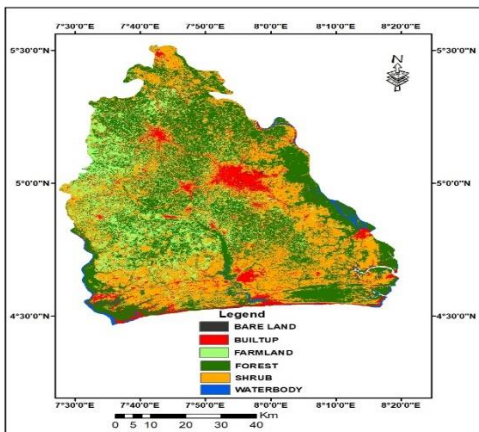 7°30'0"E 7°40'0"E 7°50'0"E 8°0'0"E 8°10'0"E 8°20'0"E
5°30'0"N 5°30'0"N
N
5°0'0"N 5°0'0"N
4°30'0"N 4°30'0"N
Legend
BARE LAND
BUILTUP
FARMLAND
FOREST
SHRUB
WATERBODY
7°30'0"E 7°40'0"E 7°50'0"E 8°0'0"E 8°10'0"E 8°20'0"E
Km
0 5 10 20 30 40